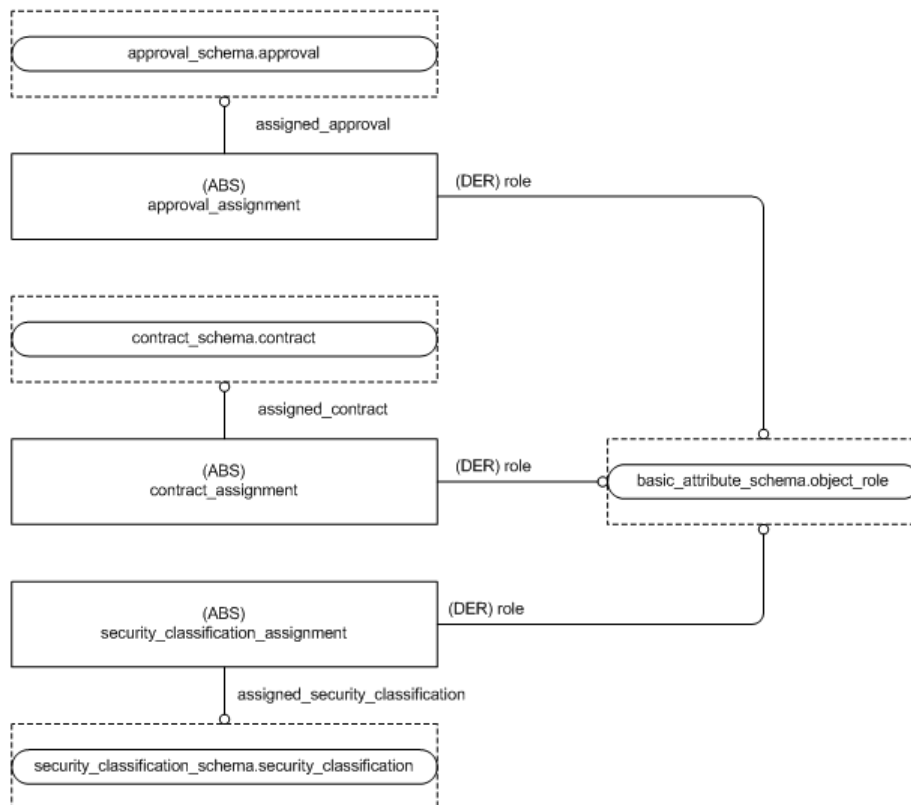 approval_schema.approval
assigned_approval
(ABS)
approval_assignment
(DER) role
contract_schema.contract
assigned_contract
(ABS)
contract_assignment
(DER) role
basic_attribute_schema.object_role
(ABS)
security_classification_assignment
(DER) role
assigned_security_classification
security_classification_schema.security_classification